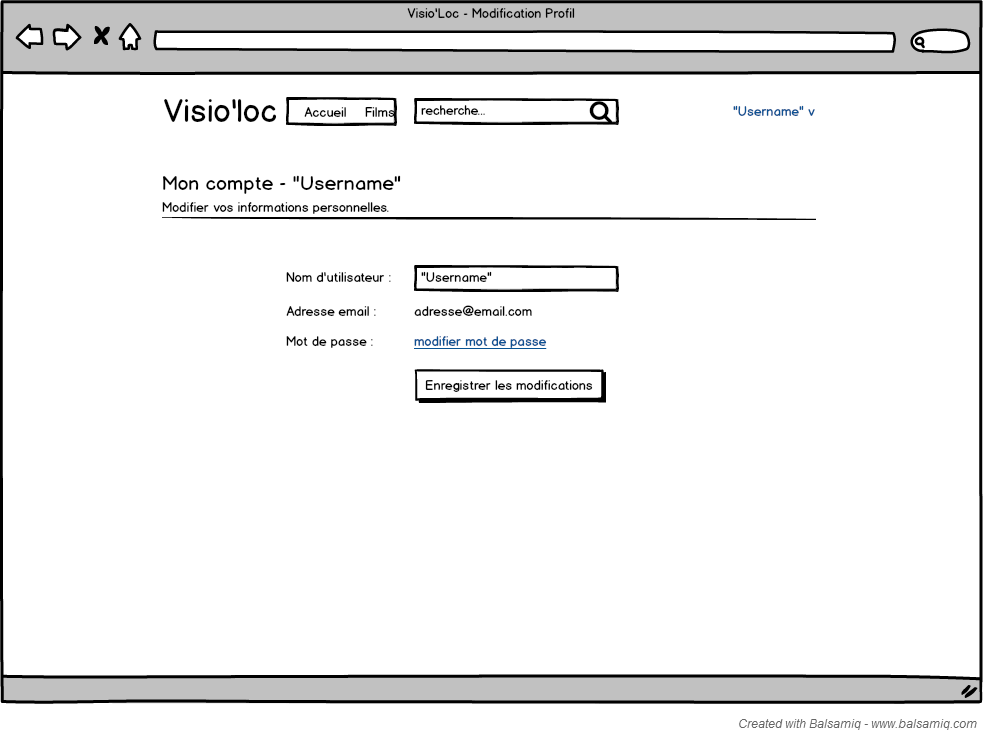 Visio'Loc - Modification Profil
Visio'loc Accueil Films recherche... "Username" v
Mon compte - "Username"
Modifier vos informations personnelles.
Nom d'utilisateur : "Username"
Adresse email : adresse@email.com
Mot de passe : modifier mot de passe
Enregistrer les modifications
Created with Balsamiq - www.balsamiq.com